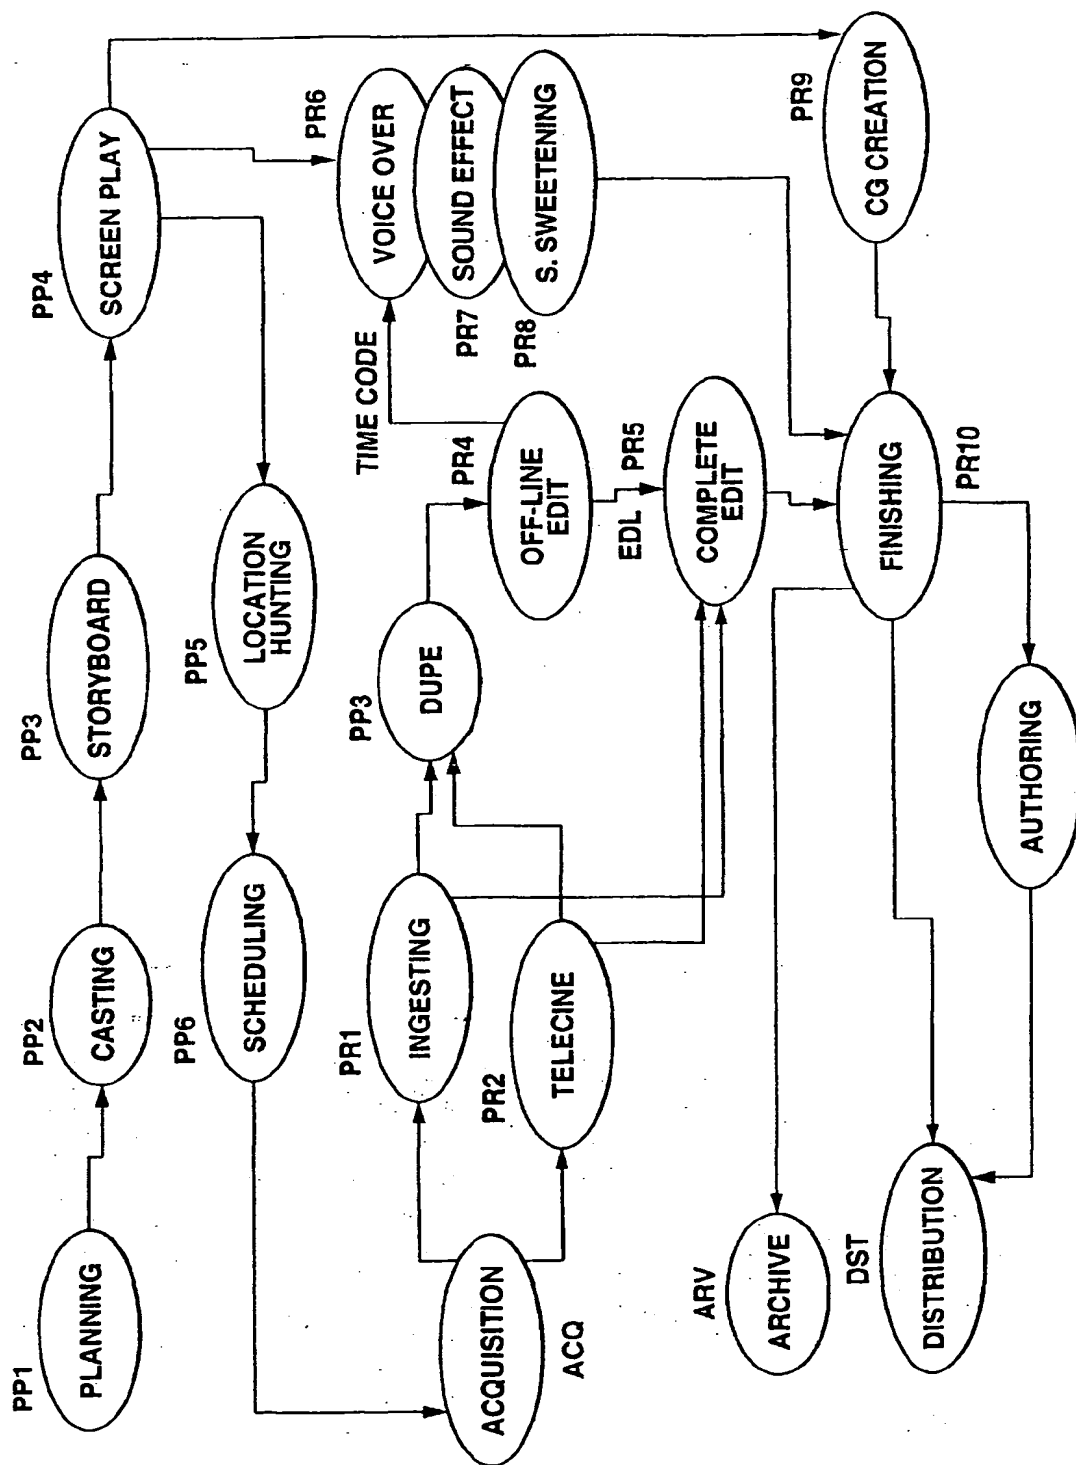 PP1
PLANNING
PP2
CASTING
PP3
STORYBOARD
PP4
SCREEN PLAY
PP6
SCHEDULING
PP5
LOCATION
HUNTING
PR6
VOICE OVER
PR7
SOUND EFFECT
PR8
S. SWEETENING
TIME CODE
ACQUISITION
ACQ
PR1
INGESTING
PR2
TELECINE
PP3
DUPE
PR4
OFF-LINE
EDIT
EDL
PR5
COMPLETE
EDIT
PR9
CG CREATION
ARV
ARCHIVE
DST
DISTRIBUTION
FINISHING
PR10
AUTHORING